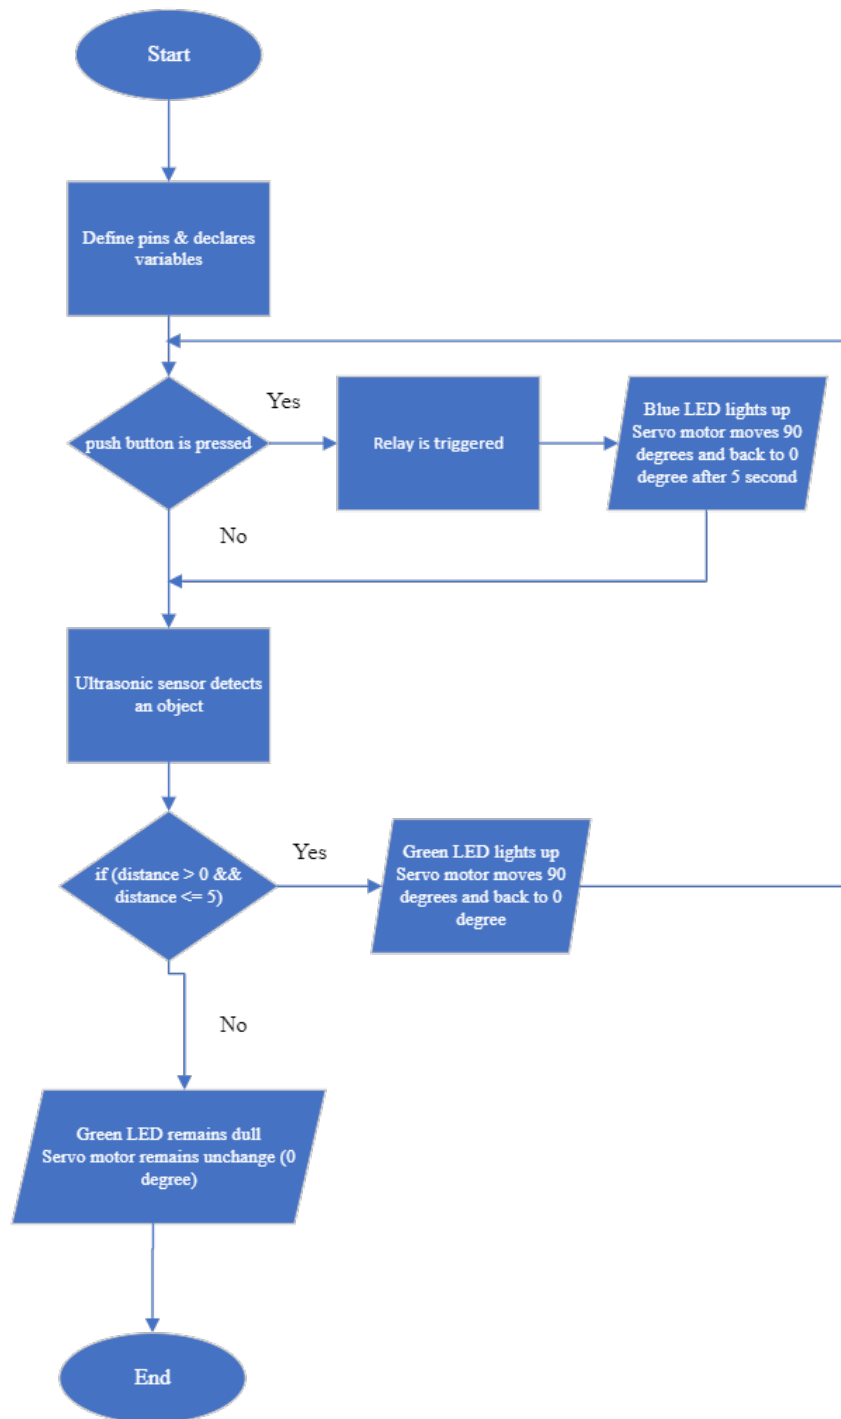 Start
Define pins & declares
variables
push button is pressed
Yes
Relay is triggered
Blue LED lights up
Servo motor moves 90
degrees and back to 0
degree after 5 second
No
Ultrasonic sensor detects
an object
if (distance > 0 &&
distance <= 5)
Yes
Green LED lights up
Servo motor moves 90
degrees and back to 0
degree
No
Green LED remains dull
Servo motor remains unchange (0
degree)
End